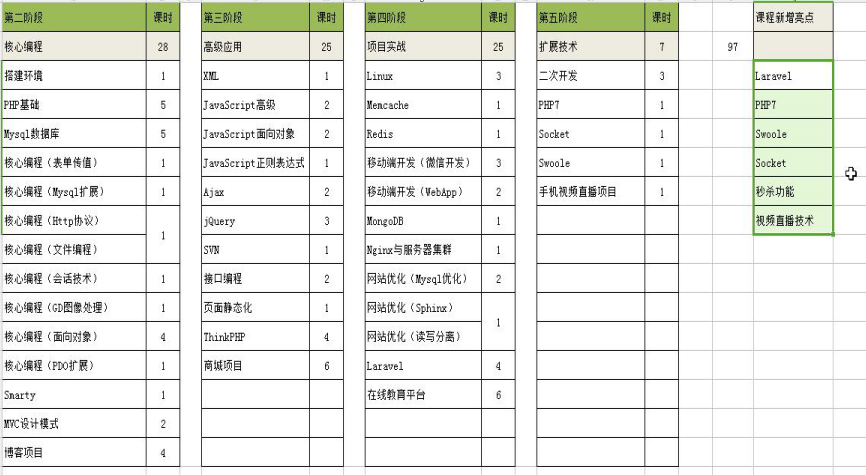 第二阶段 课时 第三阶段 课时 第四阶段 课时 第五阶段 课时 课程新增亮点
核心编程 28 高级应用 25 项目实战 25 扩展技术 7 97
搭建环境 1 XML 1 Linux 3 二次开发 3 Laravel
PHP基础 5 JavaScript高级 2 Memcache 1 PHP7 1 PHP7
Mysql数据库 5 JavaScript面向对象 2 Redis 1 Socket 1 Swoole
核心编程（表单传值） 1 JavaScript正则表达式 1 移动端开发（微信开发） 3 Swoole 1 Socket
核心编程（Mysql扩展） 1 Ajax 2 移动端开发（WebApp） 2 手机视频直播项目 1 秒杀功能
核心编程（Http协议） 1 jQuery 3 MongoDB 1 视频直播技术
核心编程（文件编程） SVN 1 Nginx与服务器集群 1
核心编程（会话技术） 1 接口编程 2 网站优化（Mysql优化） 2
核心编程（GD图像处理） 1 页面静态化 1 网站优化（Sphinx） 1
核心编程（面向对象） 4 ThinkPHP 4 网站优化（读写分离）
核心编程（PDO扩展） 1 商城项目 6 Laravel 4
Smarty 1 在线教育平台 6
MVC设计模式 2
博客项目 4